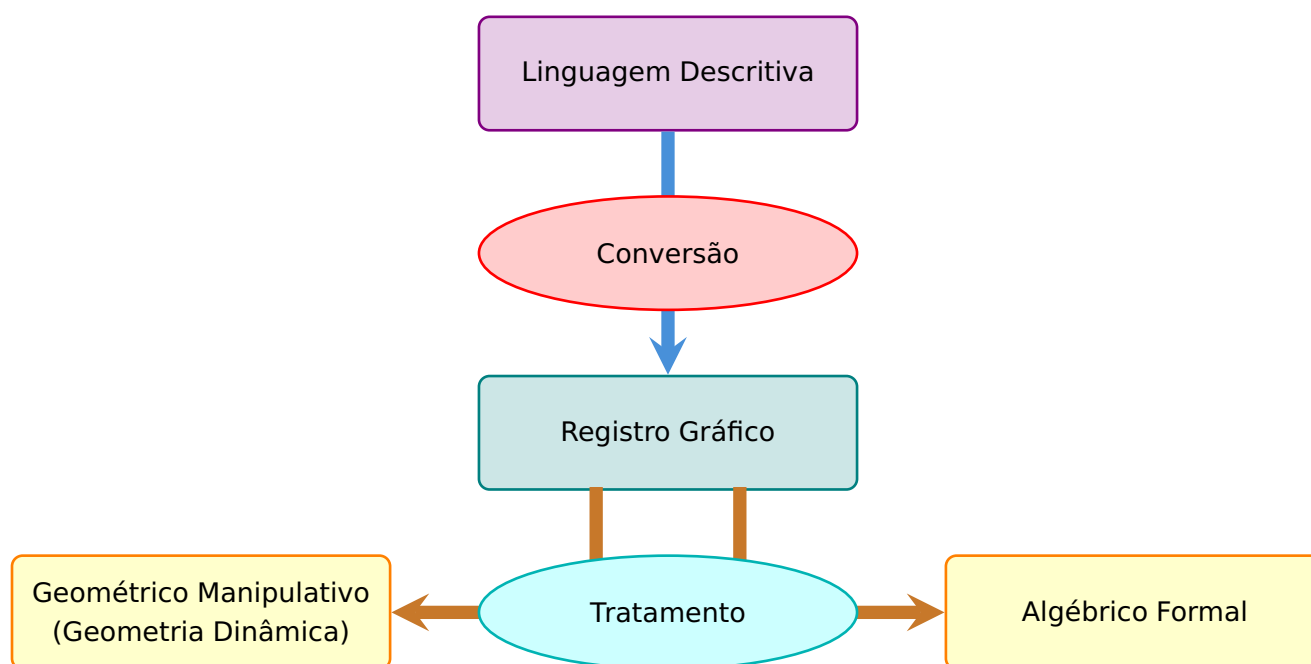 Linguagem Descritiva
Conversão
Registro Gráfico
Geométrico Manipulativo
(Geometria Dinâmica)
Tratamento
Algébrico Formal